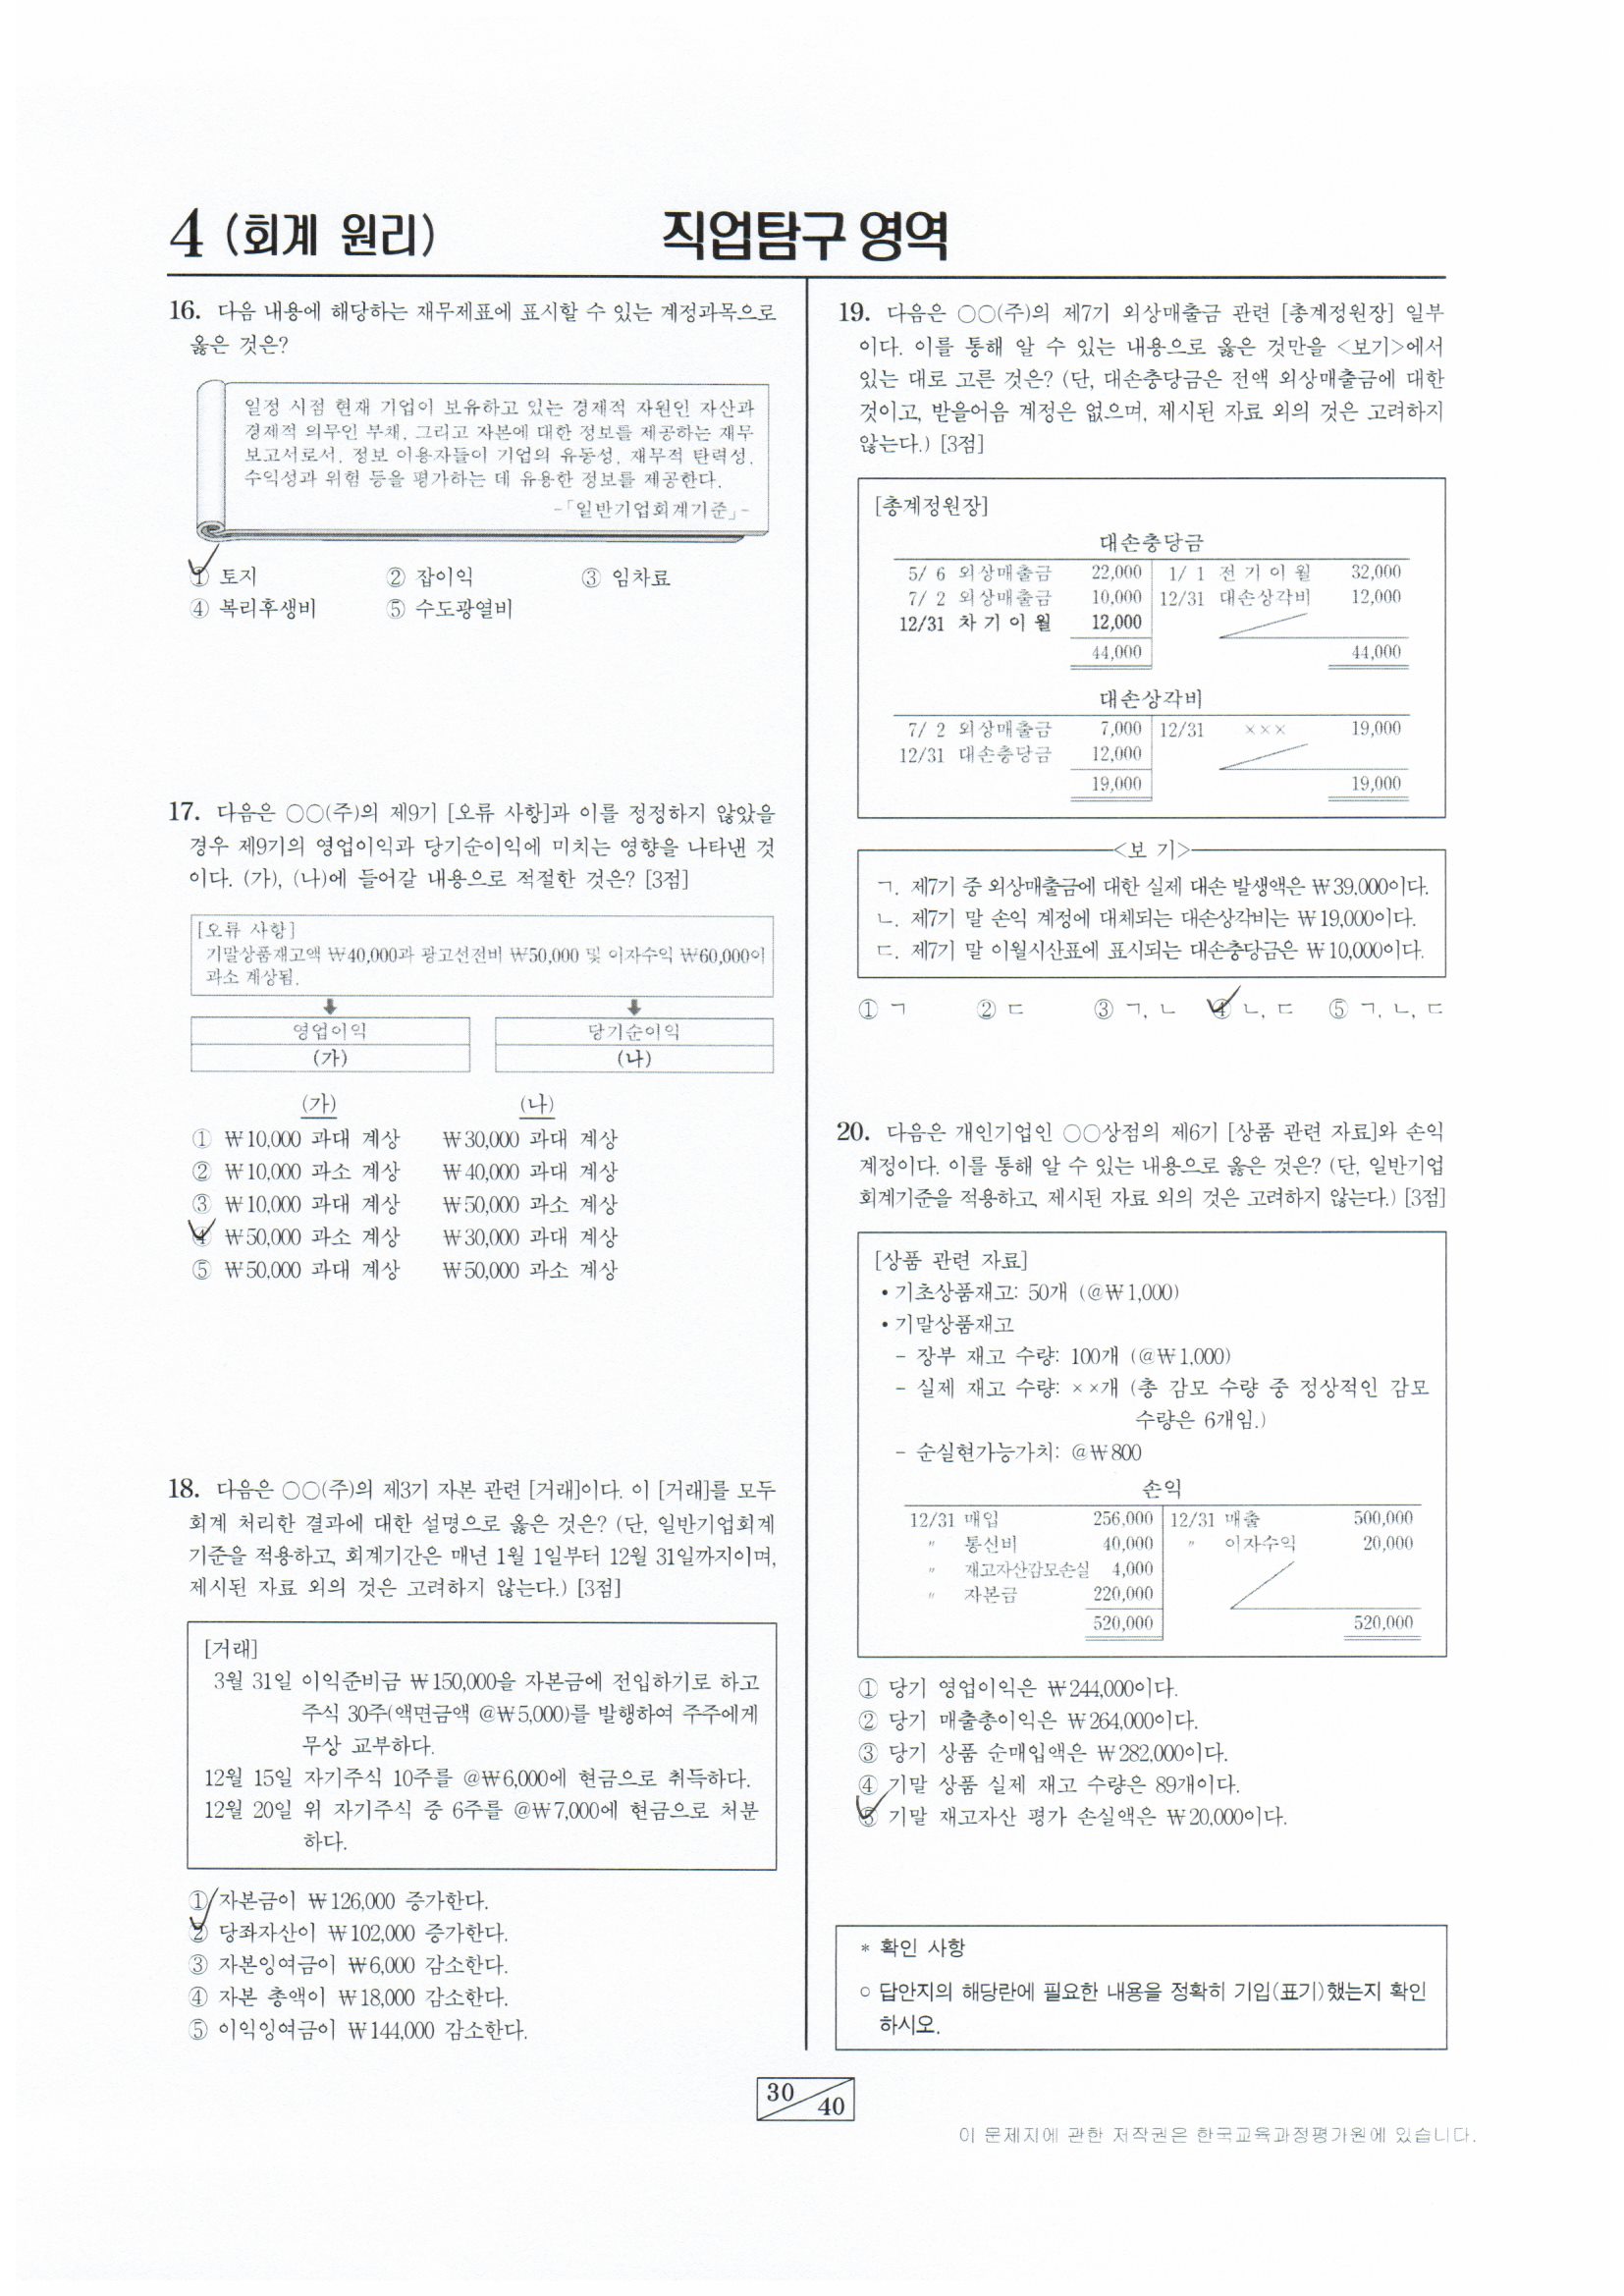 4 (회계 원리)
직업탐구 영역
16. 다음 내용에 해당하는 재무제표에 표시할 수 있는 계정과목으로
옳은 것은?
일정 시점 현재 기업이 보유하고 있는 경제적 자원인 자산과
경제적 의무인 부채, 그리고 자본에 대한 정보를 제공하는 재무
보고서로서, 정보 이용자들이 기업의 유동성, 재무적 탄력성,
수익성과 위험 등을 평가하는 데 유용한 정보를 제공한다.
-「일반기업회계기준」-
① 토지 ② 잡이익 ③ 임차료
④ 복리후생비 ⑤ 수도광열비
17. 다음은 ○○(주)의 제9기 [오류 사항]과 이를 정정하지 않았을
경우 제9기의 영업이익과 당기순이익에 미치는 영향을 나타낸 것
이다. (가), (나)에 들어갈 내용으로 적절한 것은? [3점]
[오류 사항]
기말상품재고액 ₩40,000과 광고선전비 ₩50,000 및 이자수익 ₩60,000이
과소 계상됨.
영업이익 당기순이익
(가) (나)
(가) (나)
① ₩10,000 과대 계상 ₩30,000 과대 계상
② ₩10,000 과소 계상 ₩40,000 과대 계상
③ ₩10,000 과대 계상 ₩50,000 과소 계상
④ ₩50,000 과소 계상 ₩30,000 과대 계상
⑤ ₩50,000 과대 계상 ₩50,000 과소 계상
18. 다음은 ○○(주)의 제3기 자본 관련 [거래]이다. 이 [거래]를 모두
회계 처리한 결과에 대한 설명으로 옳은 것은? (단, 일반기업회계
기준을 적용하고, 회계기간은 매년 1월 1일부터 12월 31일까지이며,
제시된 자료 외의 것은 고려하지 않는다.) [3점]
[거래]
3월 31일 이익준비금 ₩150,000을 자본금에 전입하기로 하고
주식 30주(액면금액 @₩5,000)를 발행하여 주주에게
무상 교부하다.
12월 15일 자기주식 10주를 @₩6,000에 현금으로 취득하다.
12월 20일 위 자기주식 중 6주를 @₩7,000에 현금으로 처분
하다.
① 자본금이 ₩126,000 증가한다.
② 당좌자산이 ₩102,000 증가한다.
③ 자본잉여금이 ₩6,000 감소한다.
④ 자본 총액이 ₩18,000 감소한다.
⑤ 이익잉여금이 ₩144,000 감소한다.
19. 다음은 ○○(주)의 제7기 외상매출금 관련 [총계정원장] 일부
이다. 이를 통해 알 수 있는 내용으로 옳은 것만을 <보기>에서
있는 대로 고른 것은? (단, 대손충당금은 전액 외상매출금에 대한
것이고, 받을어음 계정은 없으며, 제시된 자료 외의 것은 고려하지
않는다.) [3점]
[총계정원장]
대손충당금
5/ 6 외상매출금 22,000 1/ 1 전 기 이 월 32,000
7/ 2 외상매출금 10,000 12/31 대손상각비 12,000
12/31 차 기 이 월 12,000
44,000 44,000
대손상각비
7/ 2 외상매출금 7,000 12/31 ××× 19,000
12/31 대손충당금 12,000
19,000 19,000
<보 기>
ㄱ. 제7기 중 외상매출금에 대한 실제 대손 발생액은 ₩39,000이다.
ㄴ. 제7기 말 손익 계정에 대체되는 대손상각비는 ₩19,000이다.
ㄷ. 제7기 말 이월시산표에 표시되는 대손충당금은 ₩10,000이다.
① ㄱ ② ㄷ ③ ㄱ, ㄴ ④ ㄴ, ㄷ ⑤ ㄱ, ㄴ, ㄷ
20. 다음은 개인기업인 ○○상점의 제6기 [상품 관련 자료]와 손익
계정이다. 이를 통해 알 수 있는 내용으로 옳은 것은? (단, 일반기업
회계기준을 적용하고, 제시된 자료 외의 것은 고려하지 않는다.) [3점]
[상품 관련 자료]
• 기초상품재고: 50개 (@₩1,000)
• 기말상품재고
- 장부 재고 수량: 100개 (@₩1,000)
- 실제 재고 수량: ××개 (총 감모 수량 중 정상적인 감모
수량은 6개임.)
- 순실현가능가치: @₩800
손익
12/31 매입 256,000 12/31 매출 500,000
〃 통신비 40,000 〃 이자수익 20,000
〃 재고자산감모손실 4,000
〃 자본금 220,000
520,000 520,000
① 당기 영업이익은 ₩244,000이다.
② 당기 매출총이익은 ₩264,000이다.
③ 당기 상품 순매입액은 ₩282,000이다.
④ 기말 상품 실제 재고 수량은 89개이다.
⑤ 기말 재고자산 평가 손실액은 ₩20,000이다.
* 확인 사항
○ 답안지의 해당란에 필요한 내용을 정확히 기입(표기)했는지 확인
하시오.
30
40
이 문제지에 관한 저작권은 한국교육과정평가원에 있습니다.